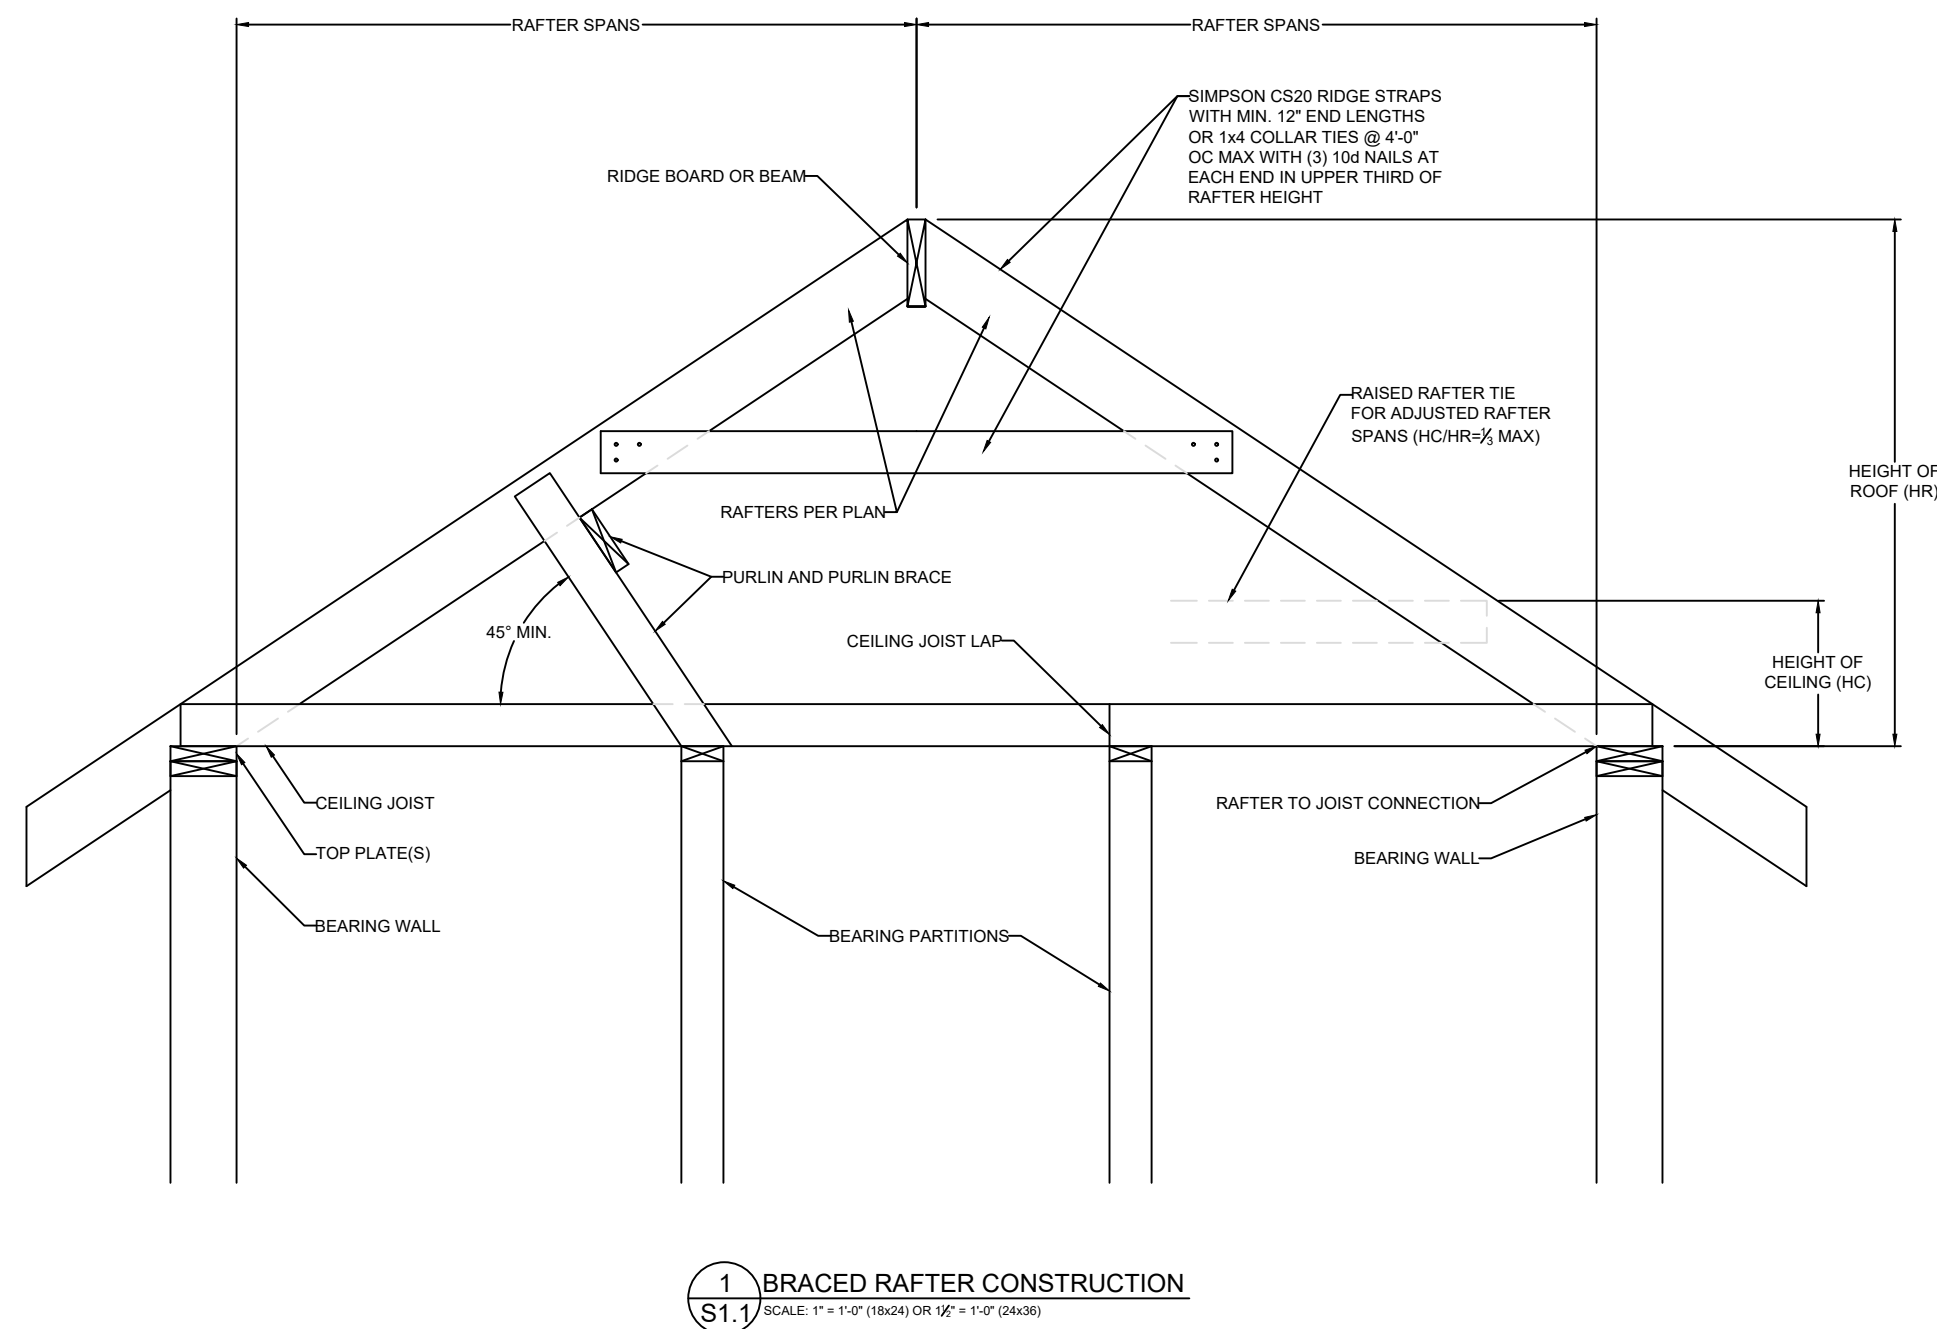 RAFTER SPANS
RAFTER SPANS
SIMPSON CS20 RIDGE STRAPS
WITH MIN. 12" END LENGTHS
OR 1x4 COLLAR TIES @ 4'-0"
OC MAX WITH (3) 10d NAILS AT
EACH END IN UPPER THIRD OF
RAFTER HEIGHT
RIDGE BOARD OR BEAM
RAISED RAFTER TIE
FOR ADJUSTED RAFTER
SPANS (HC/HR=⅓ MAX)
HEIGHT OF
ROOF (HR)
RAFTERS PER PLAN
PURLIN AND PURLIN BRACE
45° MIN.
CEILING JOIST LAP
HEIGHT OF
CEILING (HC)
CEILING JOIST
RAFTER TO JOIST CONNECTION
TOP PLATE(S)
BEARING WALL
BEARING WALL
BEARING PARTITIONS
1
S1.1
BRACED RAFTER CONSTRUCTION
SCALE: 1" = 1'-0" (18x24) OR 1½" = 1'-0" (24x36)